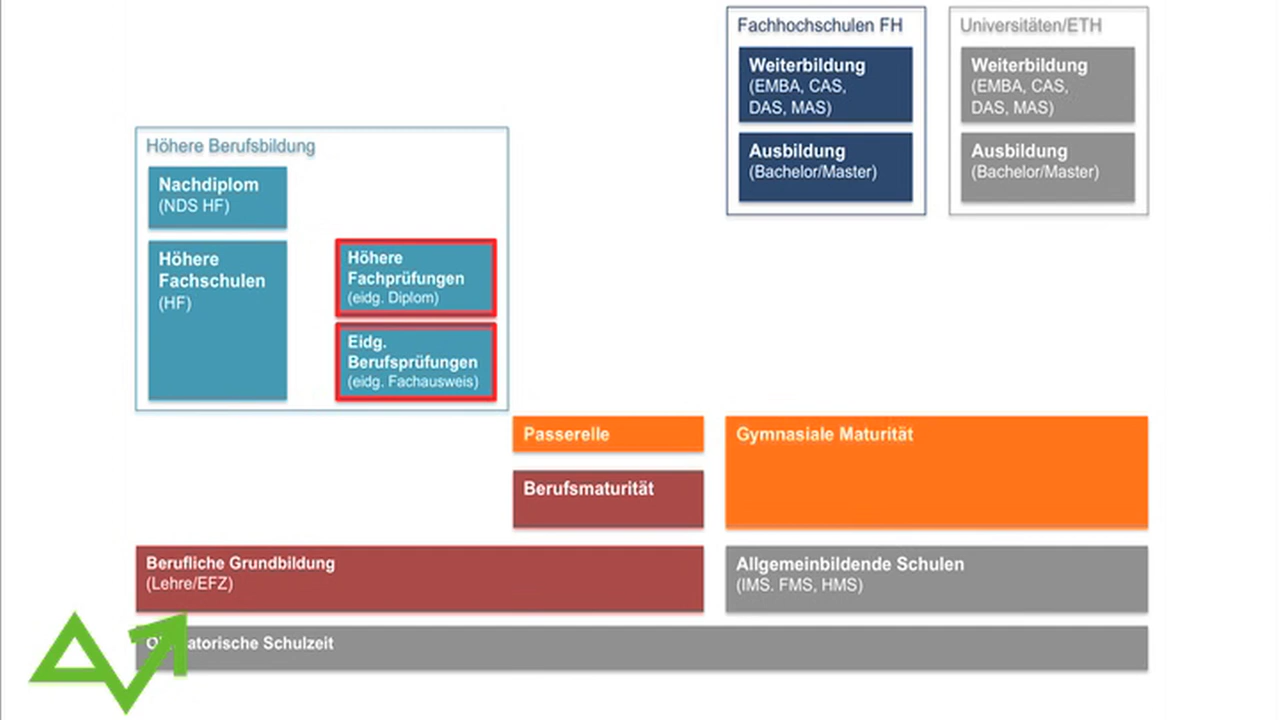 Fachhochschulen FH
Weiterbildung
(EMBA, CAS,
DAS, MAS)
Ausbildung
(Bachelor/Master)
Universitäten/ETH
Weiterbildung
(EMBA, CAS,
DAS, MAS)
Ausbildung
(Bachelor/Master)
Höhere Berufsbildung
Nachdiplom
(NDS HF)
Höhere
Fachschulen
(HF)
Höhere
Fachprüfungen
(eidg. Diplom)
Eidg.
Berufsprüfungen
(eidg. Fachausweis)
Passerelle
Berufsmaturität
Gymnasiale Maturität
Berufliche Grundbildung
(Lehre/EFZ)
Allgemeinbildende Schulen
(IMS. FMS, HMS)
Schulzeit